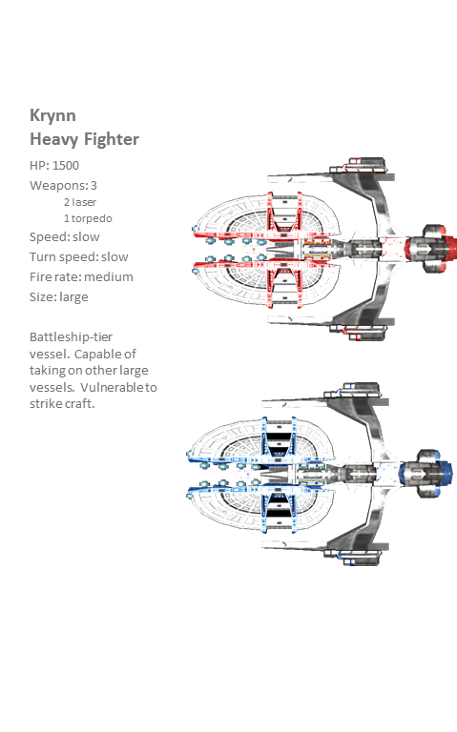 Krynn
Heavy Fighter
HP: 1500
Weapons: 3
2 laser
1 torpedo
Speed: slow
Turn speed: slow
Fire rate: medium
Size: large
Battleship-tier
vessel. Capable of
taking on other large
vessels. Vulnerable to
strike craft.